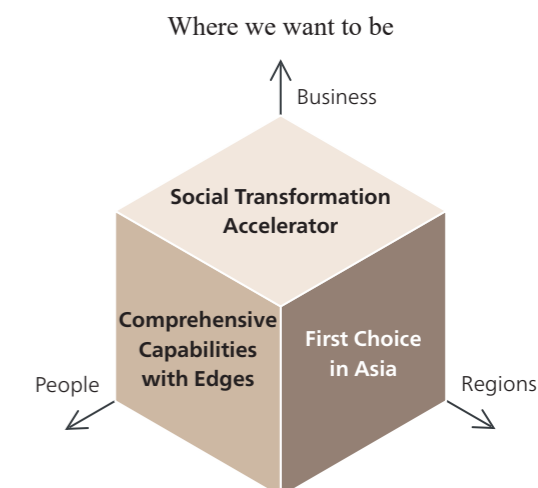 Where we want to be
Business
Social Transformation
Accelerator
Comprehensive
Capabilities
with Edges
First Choice
in Asia
People
Regions